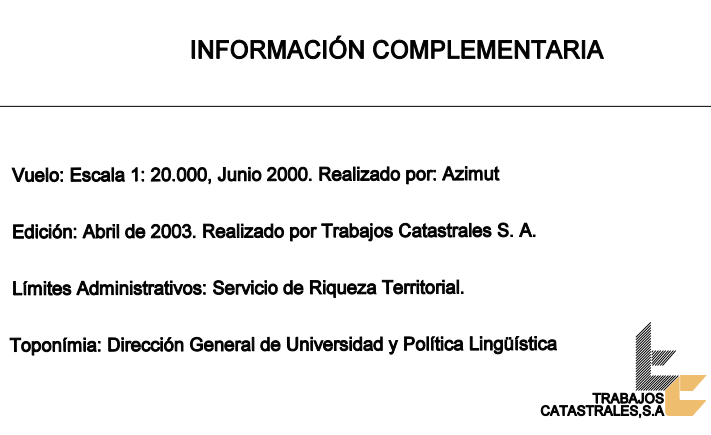 INFORMACIÓN COMPLEMENTARIA
Vuelo: Escala 1: 20.000, Junio 2000. Realizado por: Azimut
Edición: Abril de 2003. Realizado por Trabajos Catastrales S. A.
Límites Administrativos: Servicio de Riqueza Territorial.
Toponímia: Dirección General de Universidad y Política Lingüística
TRABAJOS
CATASTRALES,S.A